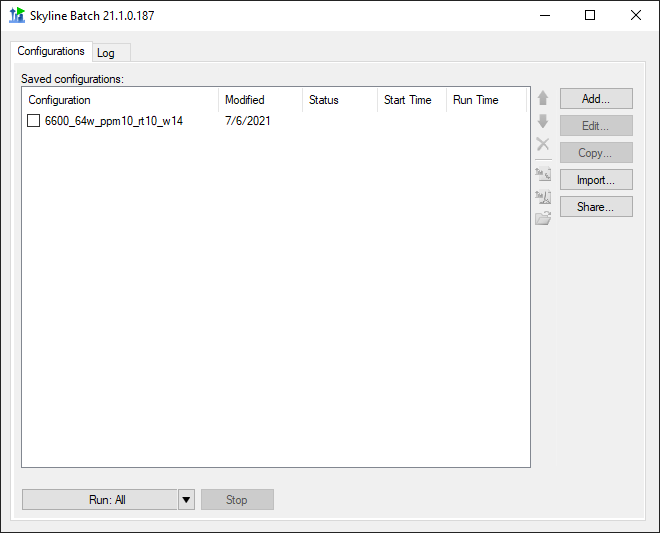 Skyline Batch 21.1.0.187
Configurations
Log
Saved configurations:
Configuration Modified Status Start Time Run Time
6600_64w_ppm10_rt10_w14 7/6/2021
Add...
Edit...
Copy...
Import...
Share...
Run: All
Stop